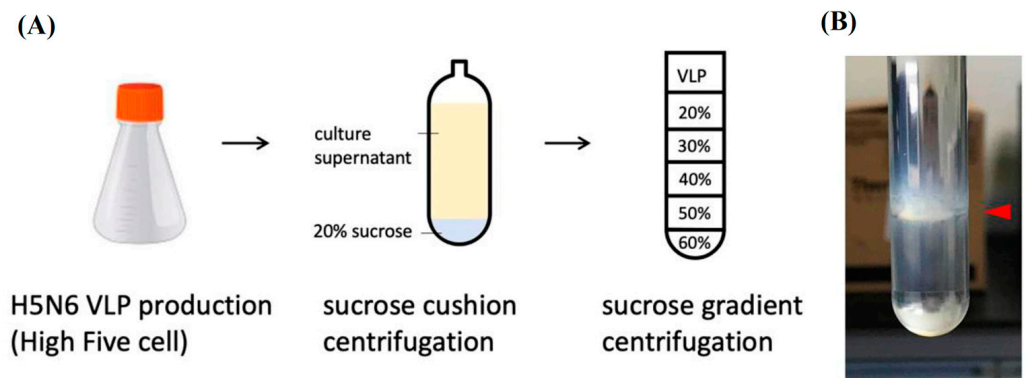 (A)
culture
supernatant
20% sucrose
VLP
20%
30%
40%
50%
60%
H5N6 VLP production
(High Five cell)
sucrose cushion
centrifugation
sucrose gradient
centrifugation
(B)